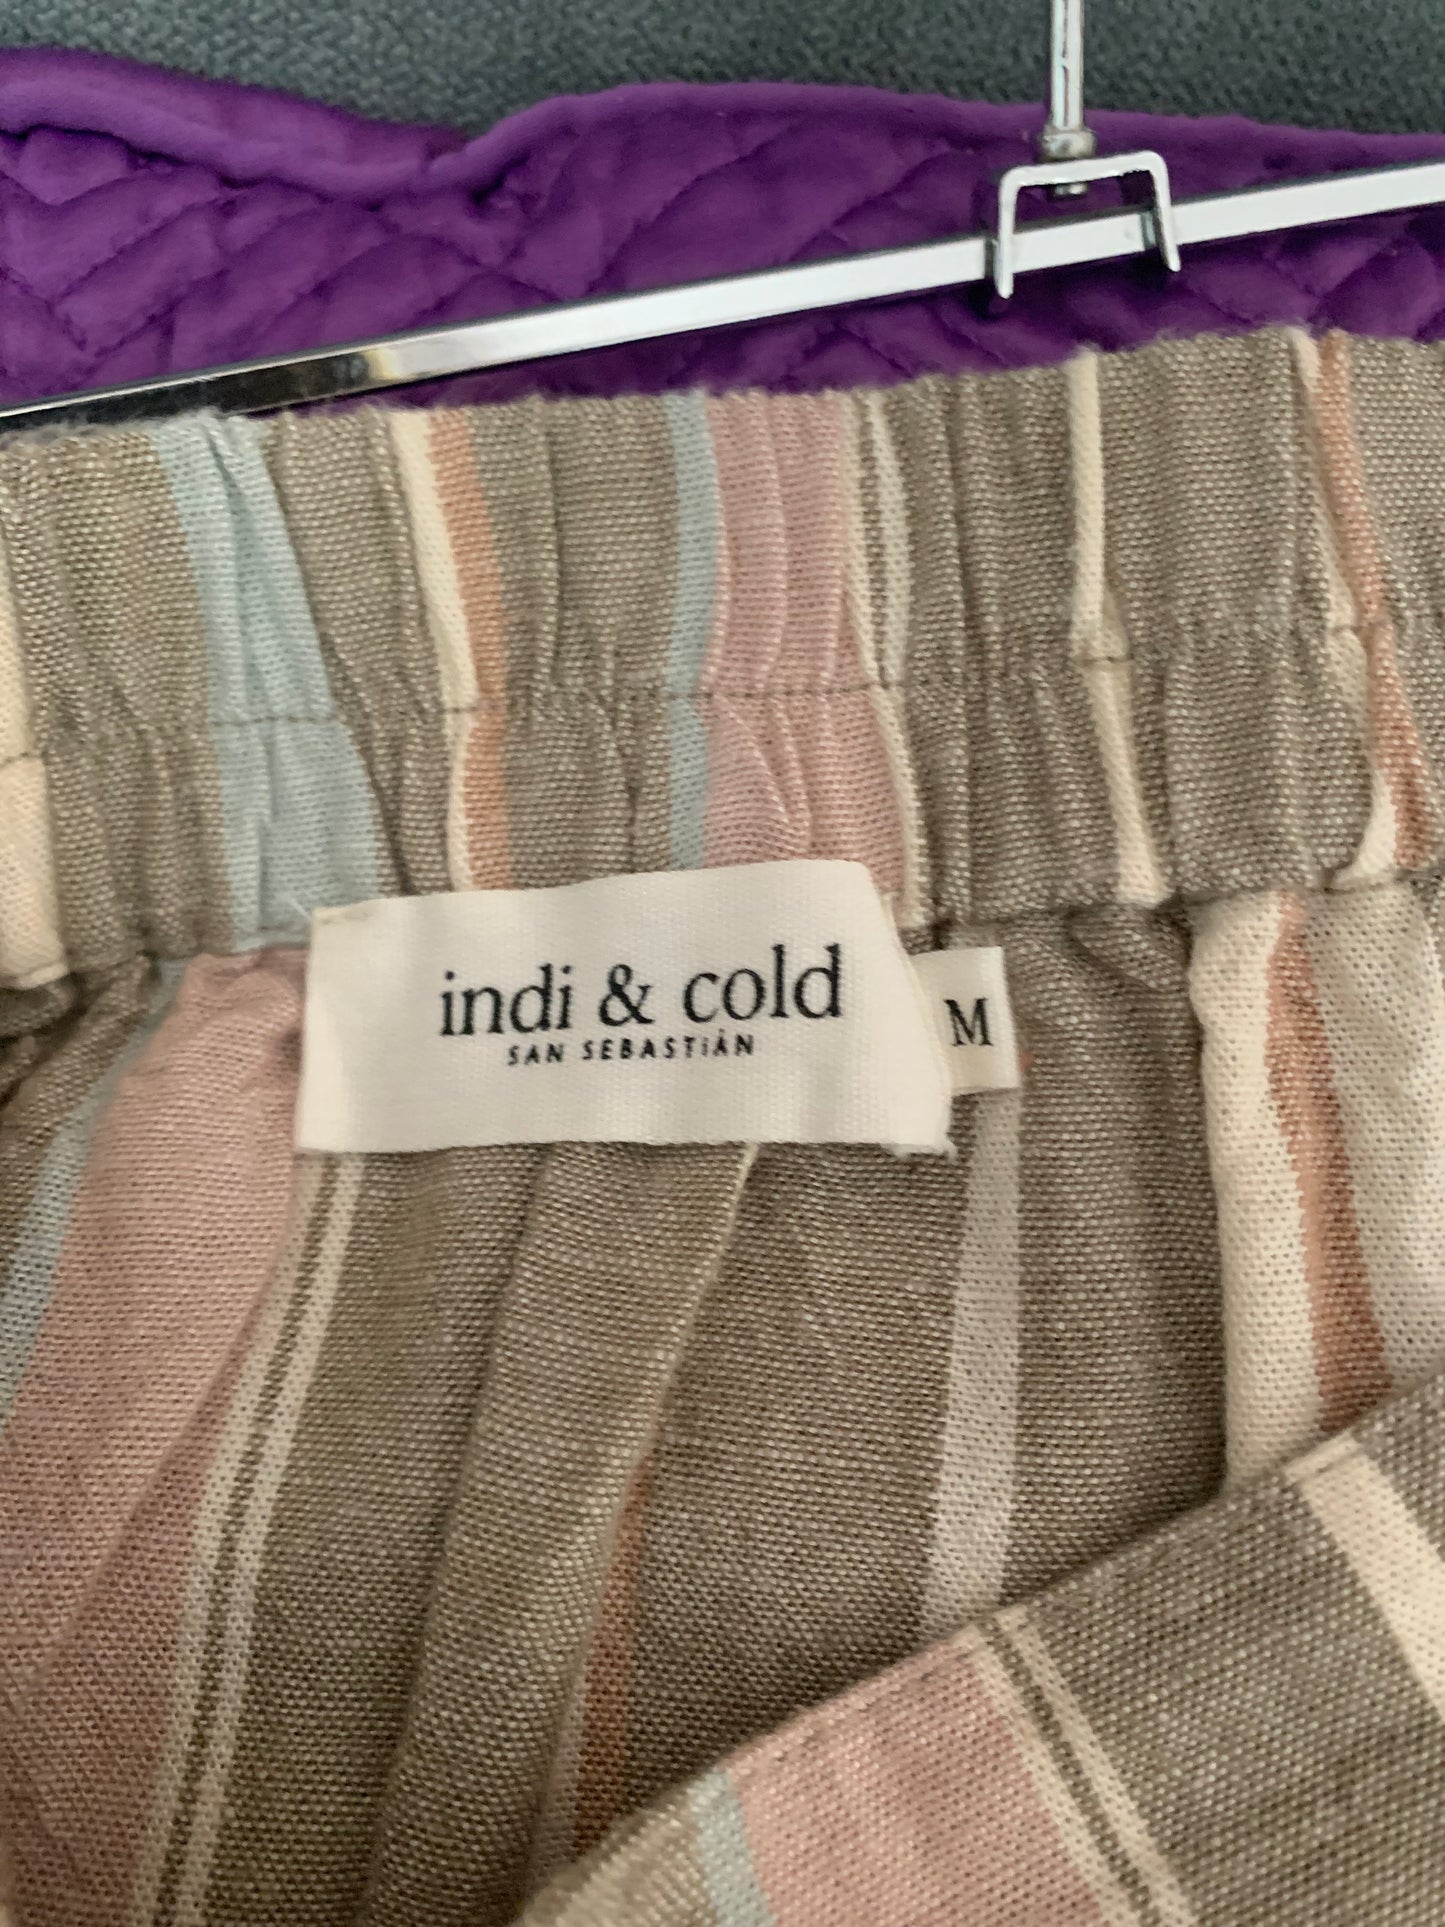 indi & cold
SAN SEBASTiÁN
M